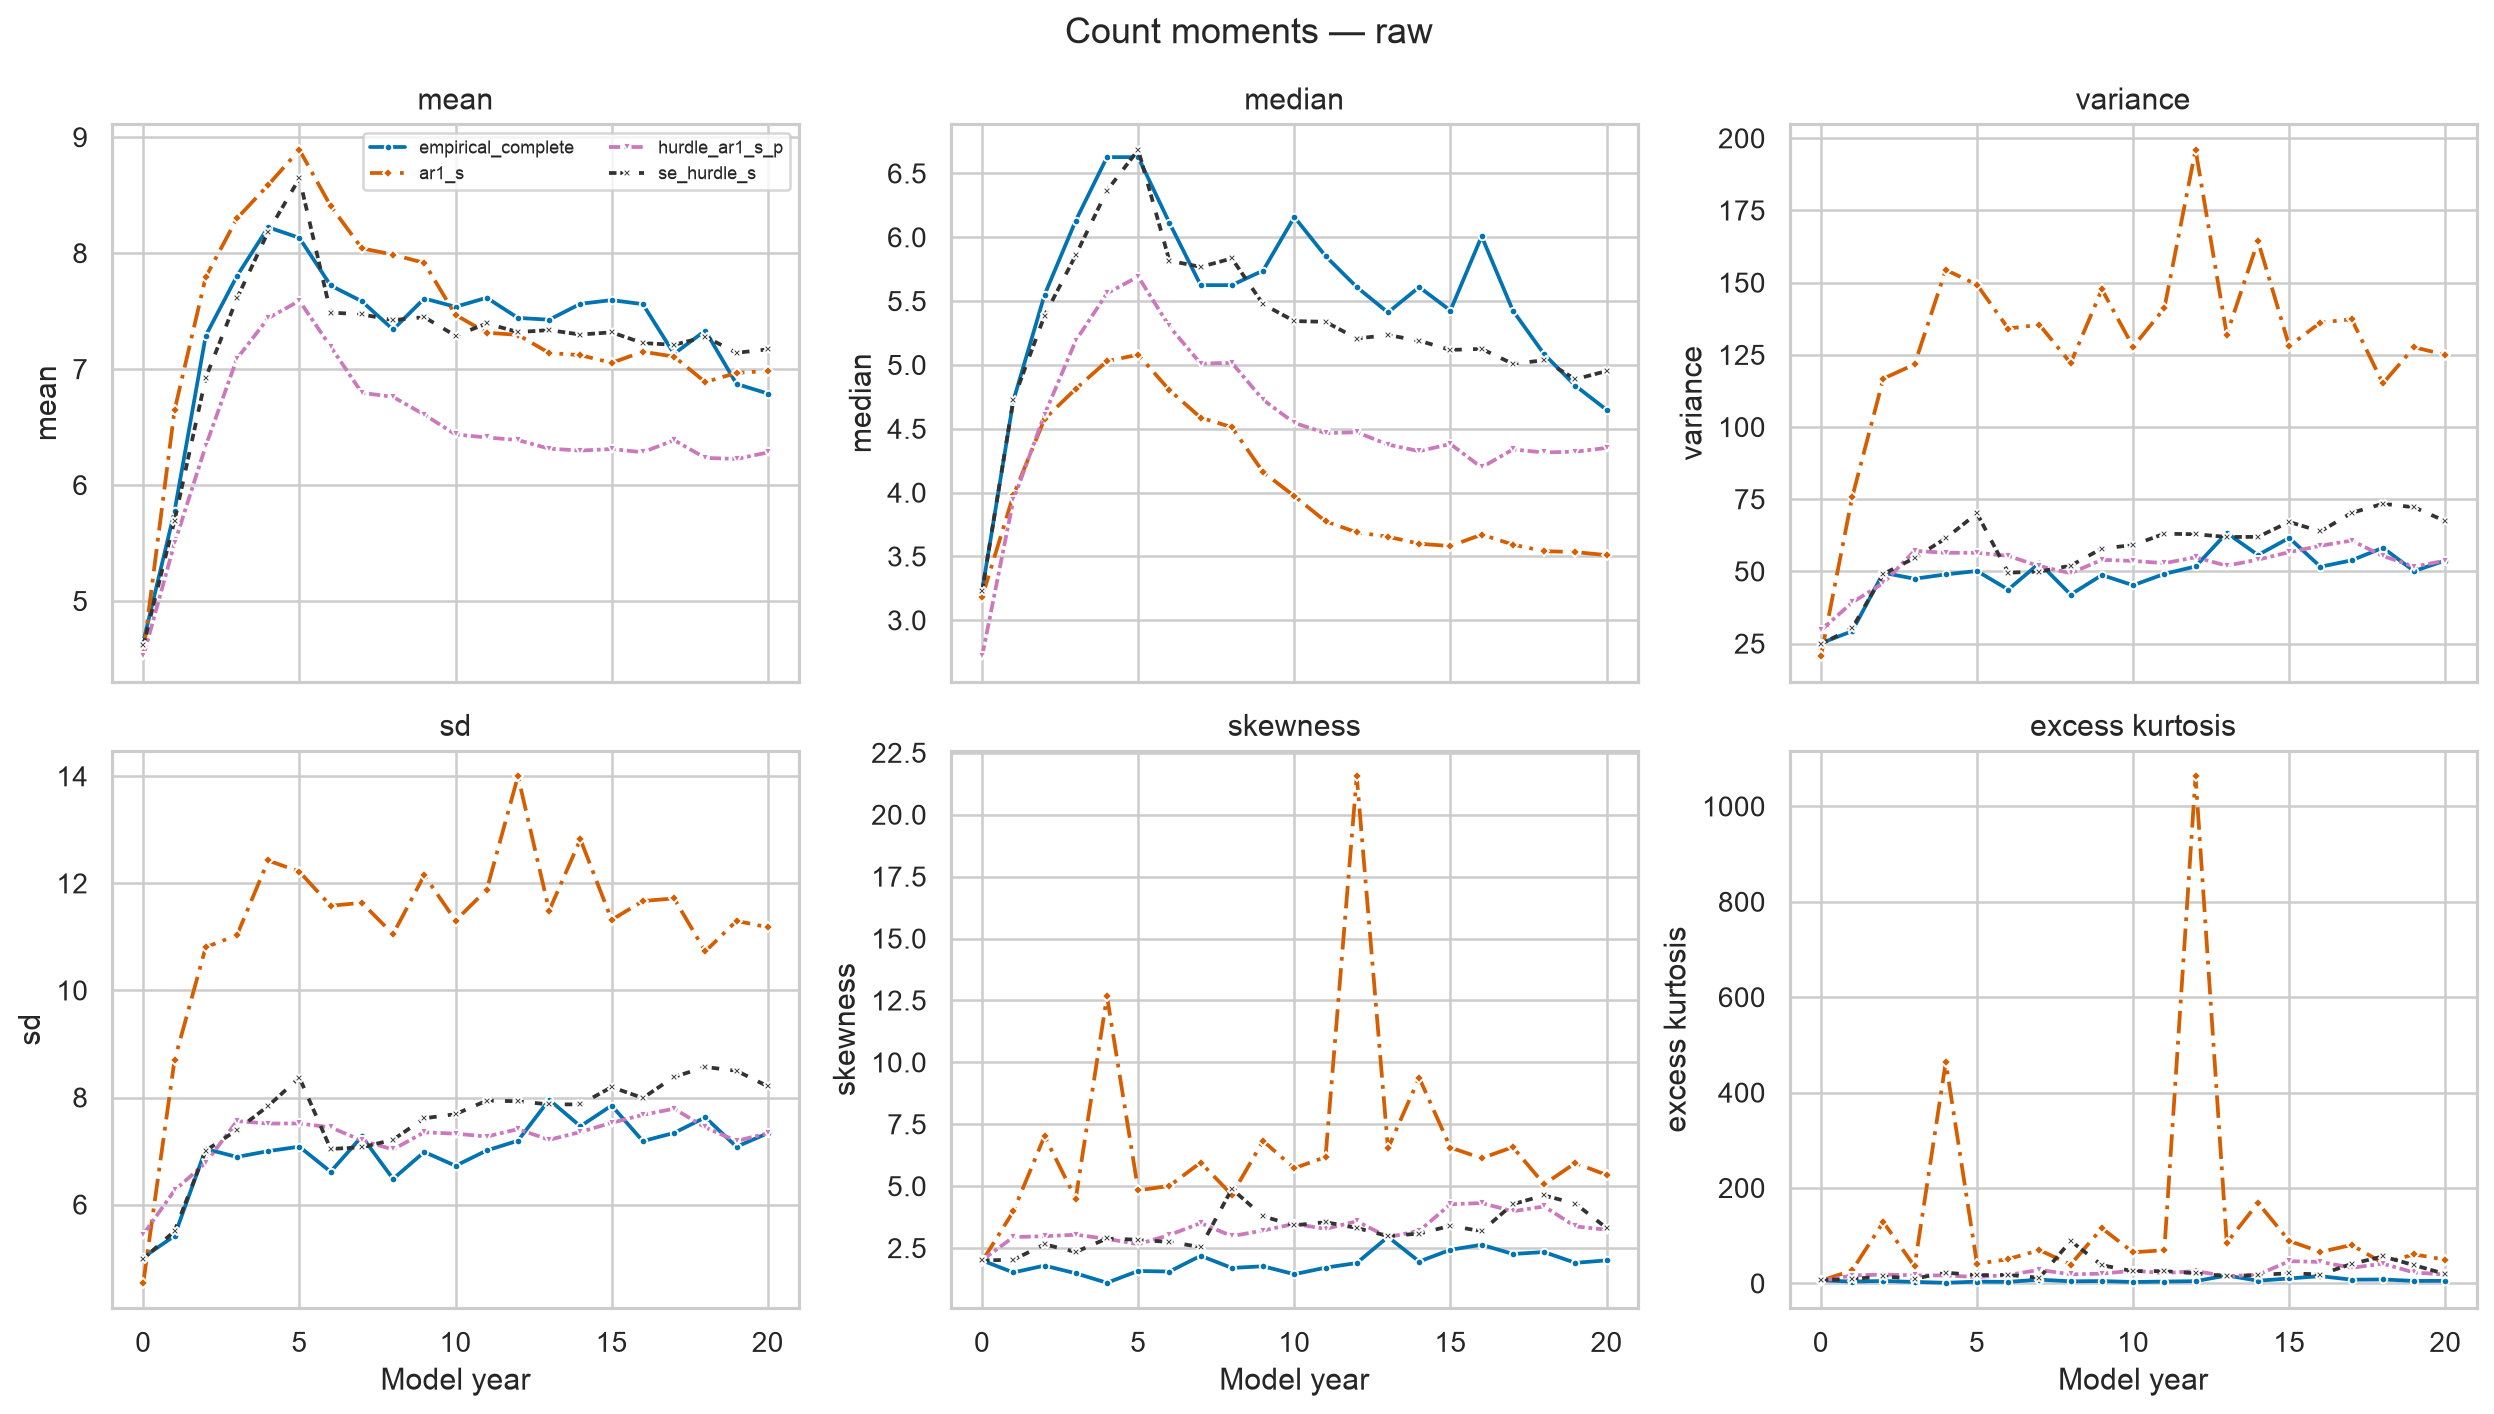 Count moments — raw
mean
median
variance
9
8
7
6
5
mean
empirical_complete
ar1_s
hurdle_ar1_s_p
se_hurdle_s
6.5
6.0
5.5
5.0
4.5
4.0
3.5
3.0
median
200
175
150
125
100
75
50
25
variance
sd
skewness
excess kurtosis
14
12
10
8
6
sd
0 5 10 15 20
Model year
22.5
20.0
17.5
15.0
12.5
10.0
7.5
5.0
2.5
skewness
0 5 10 15 20
Model year
1000
800
600
400
200
0
excess kurtosis
0 5 10 15 20
Model year